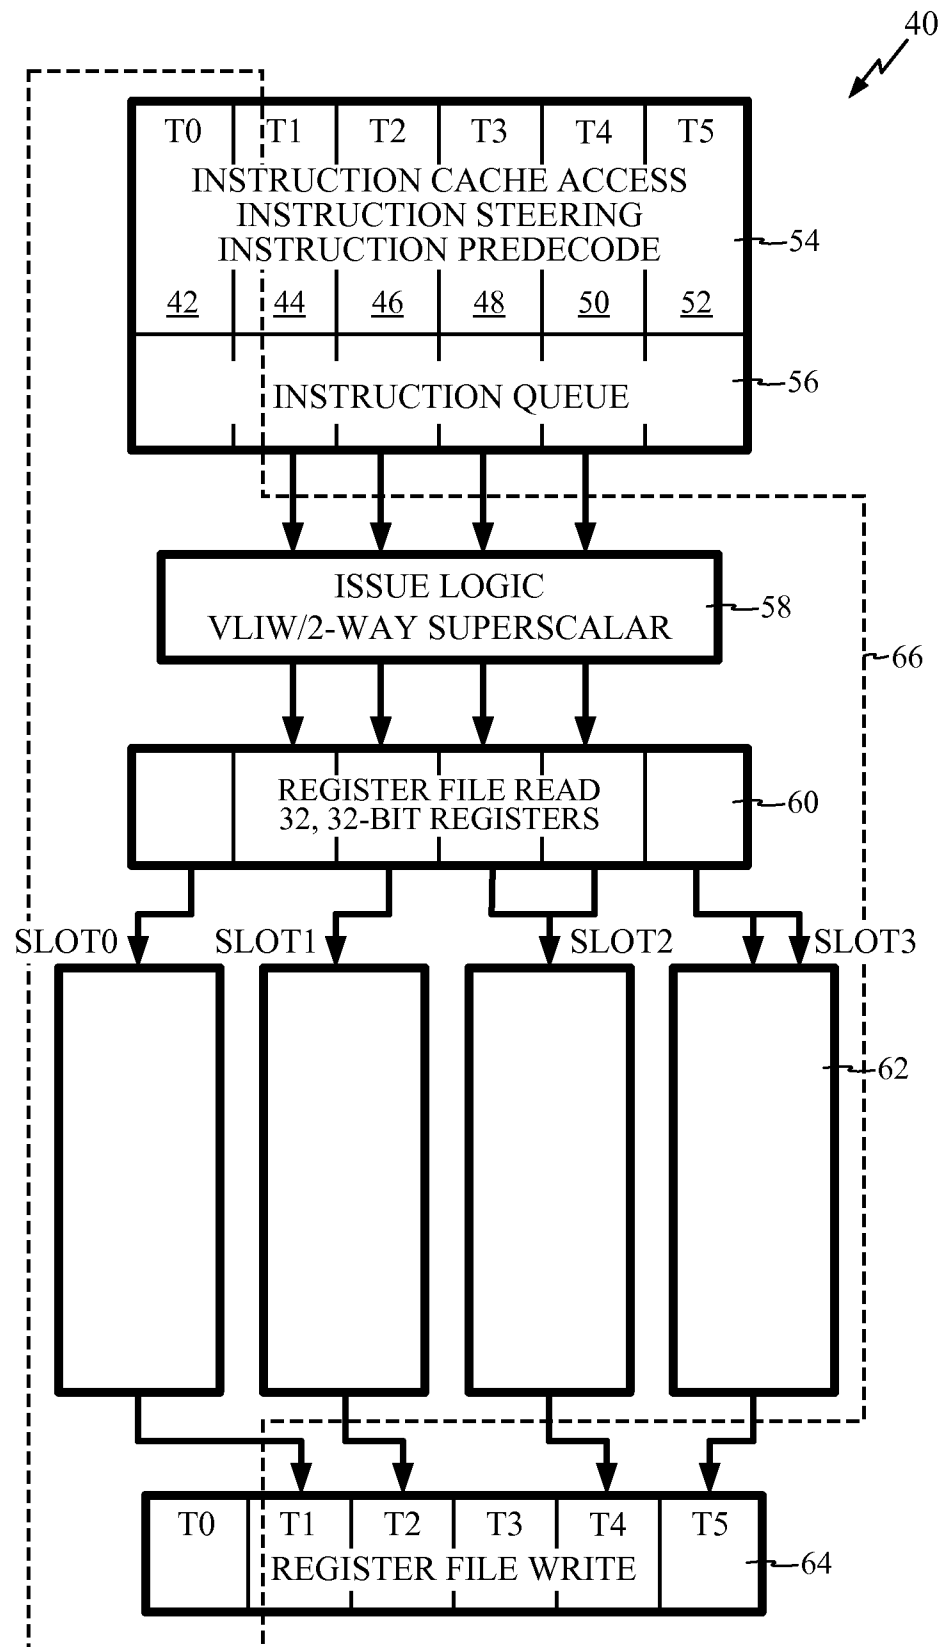 40
T0 T1 T2 T3 T4 T5
INSTRUCTION CACHE ACCESS
INSTRUCTION STEERING
INSTRUCTION PREDECODE
54
42 44 46 48 50 52
INSTRUCTION QUEUE
56
ISSUE LOGIC
VLIW/2-WAY SUPERSCALAR
58
66
REGISTER FILE READ
32, 32-BIT REGISTERS
60
SLOT0 SLOT1 SLOT2 SLOT3
62
T0 T1 T2 T3 T4 T5
REGISTER FILE WRITE
64